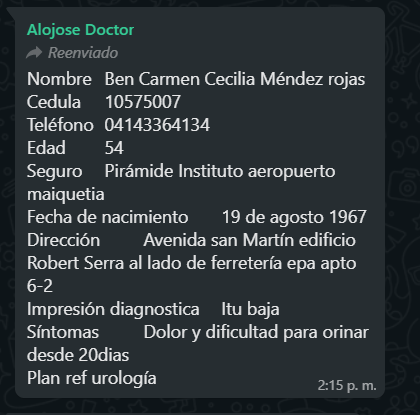 Alojose Doctor
Reenviado
Nombre Ben Carmen Cecilia Méndez rojas
Cedula 10575007
Teléfono 04143364134
Edad 54
Seguro Pirámide Instituto aeropuerto
maiquetia
Fecha de nacimiento 19 de agosto 1967
Dirección Avenida san Martín edificio
Robert Serra al lado de ferretería epa apto
6-2
Impresión diagnostica Itu baja
Síntomas Dolor y dificultad para orinar
desde 20dias
Plan ref urología
2:15 p. m.